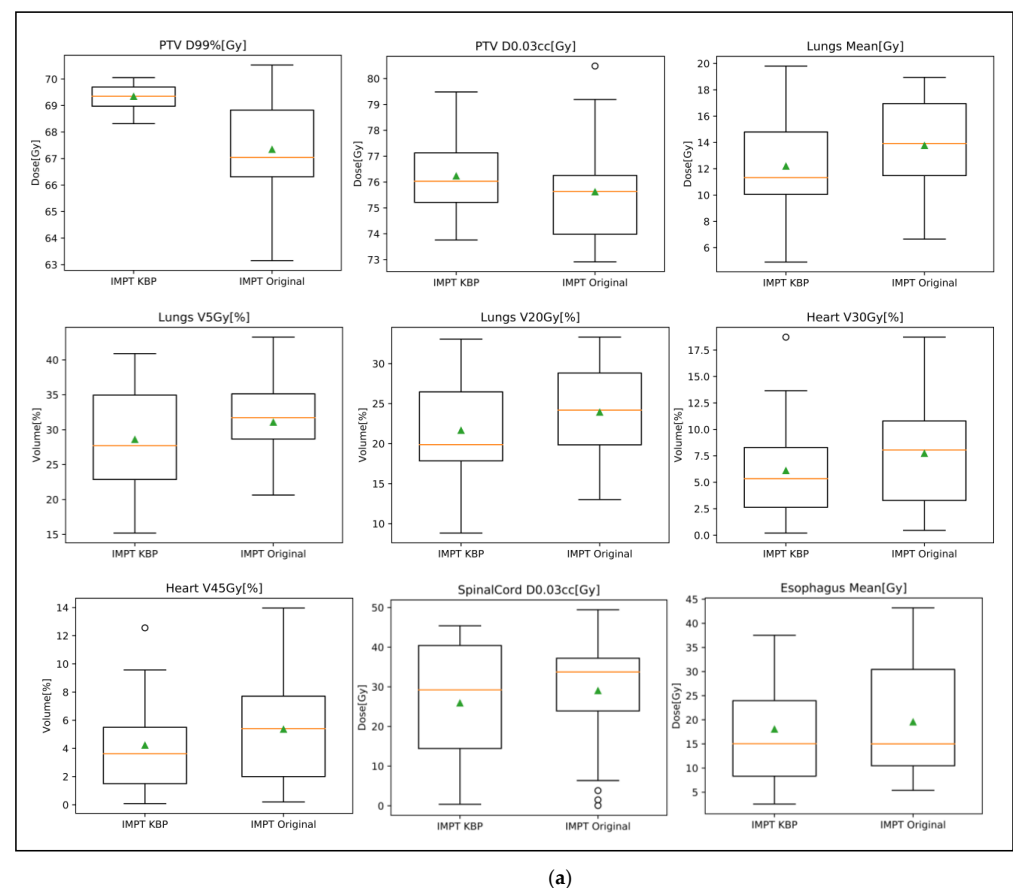 PTV D99%[Gy]
Dose[Gy]
70
69
68
67
66
65
64
63
IMPT KBP IMPT Original
PTV D0.03cc[Gy]
Dose[Gy]
80
79
78
77
76
75
74
73
IMPT KBP IMPT Original
Lungs Mean[Gy]
Dose[Gy]
20
18
16
14
12
10
8
6
IMPT KBP IMPT Original
Lungs V5Gy[%]
Volume[%]
40
35
30
25
20
15
IMPT KBP IMPT Original
Lungs V20Gy[%]
Volume[%]
30
25
20
15
10
IMPT KBP IMPT Original
Heart V30Gy[%]
Volume[%]
17.5
15.0
12.5
10.0
7.5
5.0
2.5
0.0
IMPT KBP IMPT Original
Heart V45Gy[%]
Volume[%]
14
12
10
8
6
4
2
0
IMPT KBP IMPT Original
SpinalCord D0.03cc[Gy]
Dose[Gy]
50
40
30
20
10
0
IMPT KBP IMPT Original
Esophagus Mean[Gy]
Dose[Gy]
45
40
35
30
25
20
15
10
5
IMPT KBP IMPT Original
(a)